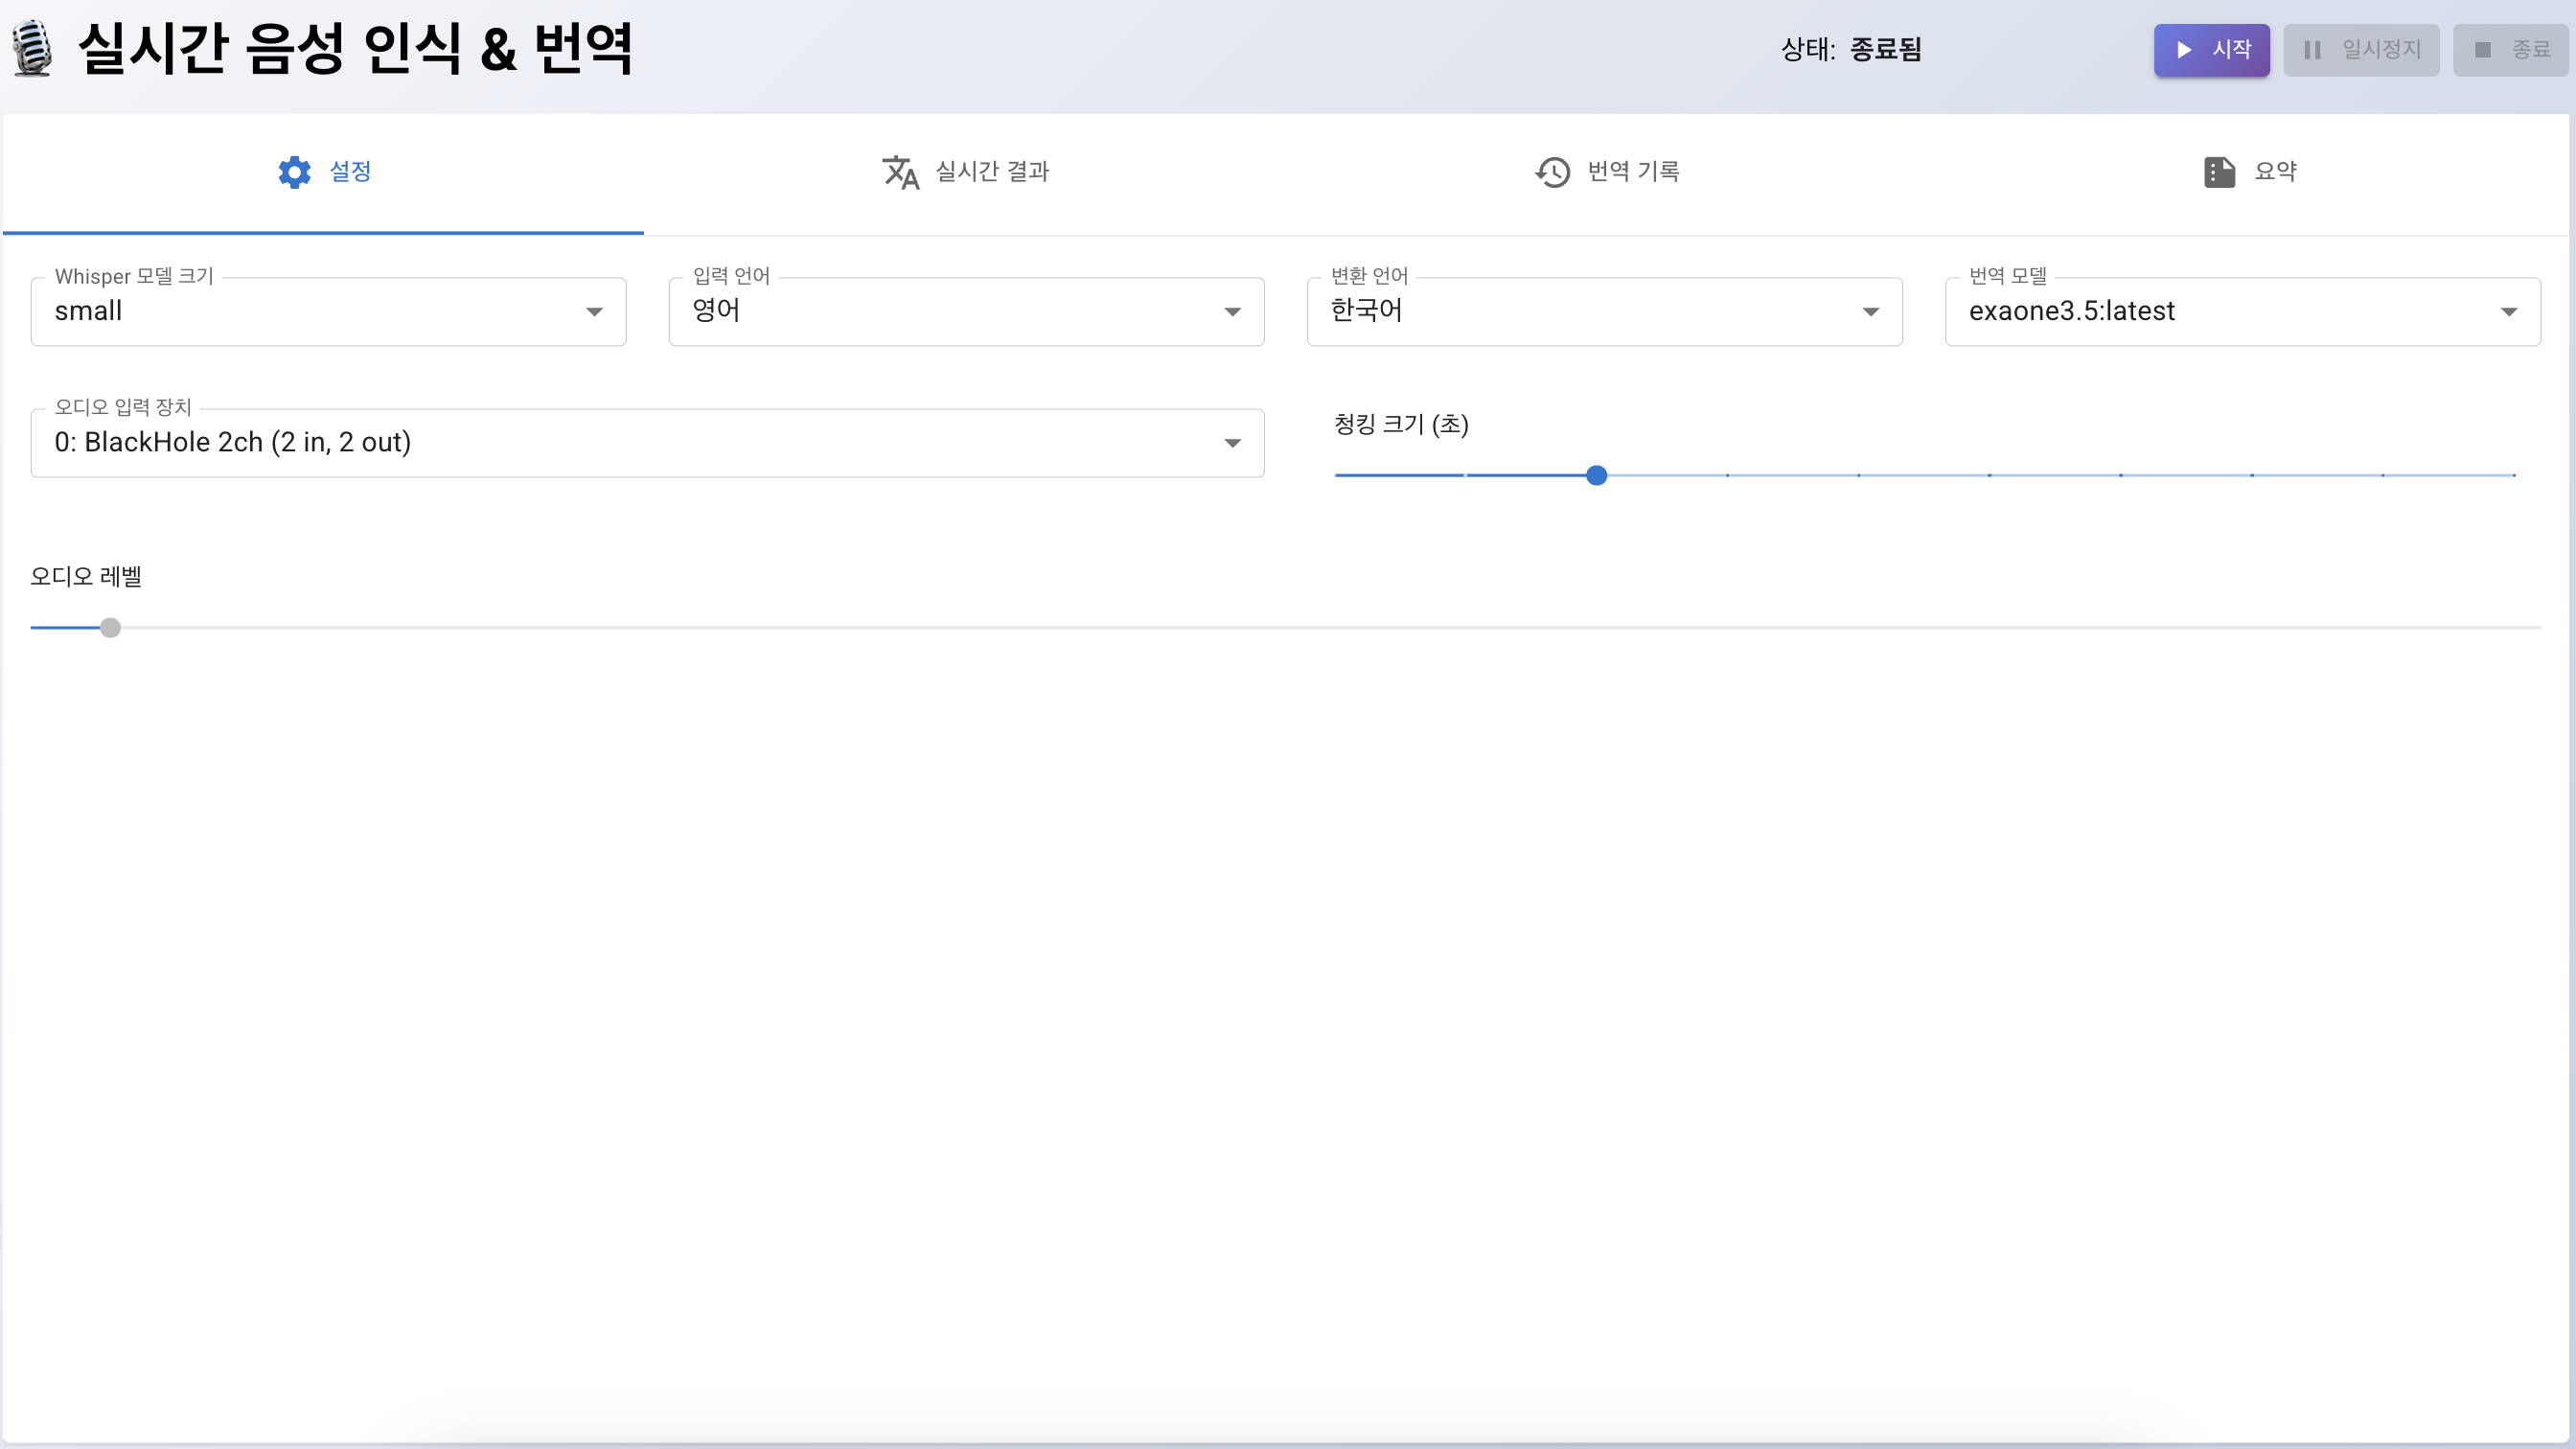 실시간 음성 인식 & 번역
상태: 종료됨
시작
일시정지
종료
설정
실시간 결과
번역 기록
요약
Whisper 모델 크기
small
입력 언어
영어
변환 언어
한국어
번역 모델
exaone3.5:latest
오디오 입력 장치
0: BlackHole 2ch (2 in, 2 out)
청킹 크기 (초)
오디오 레벨